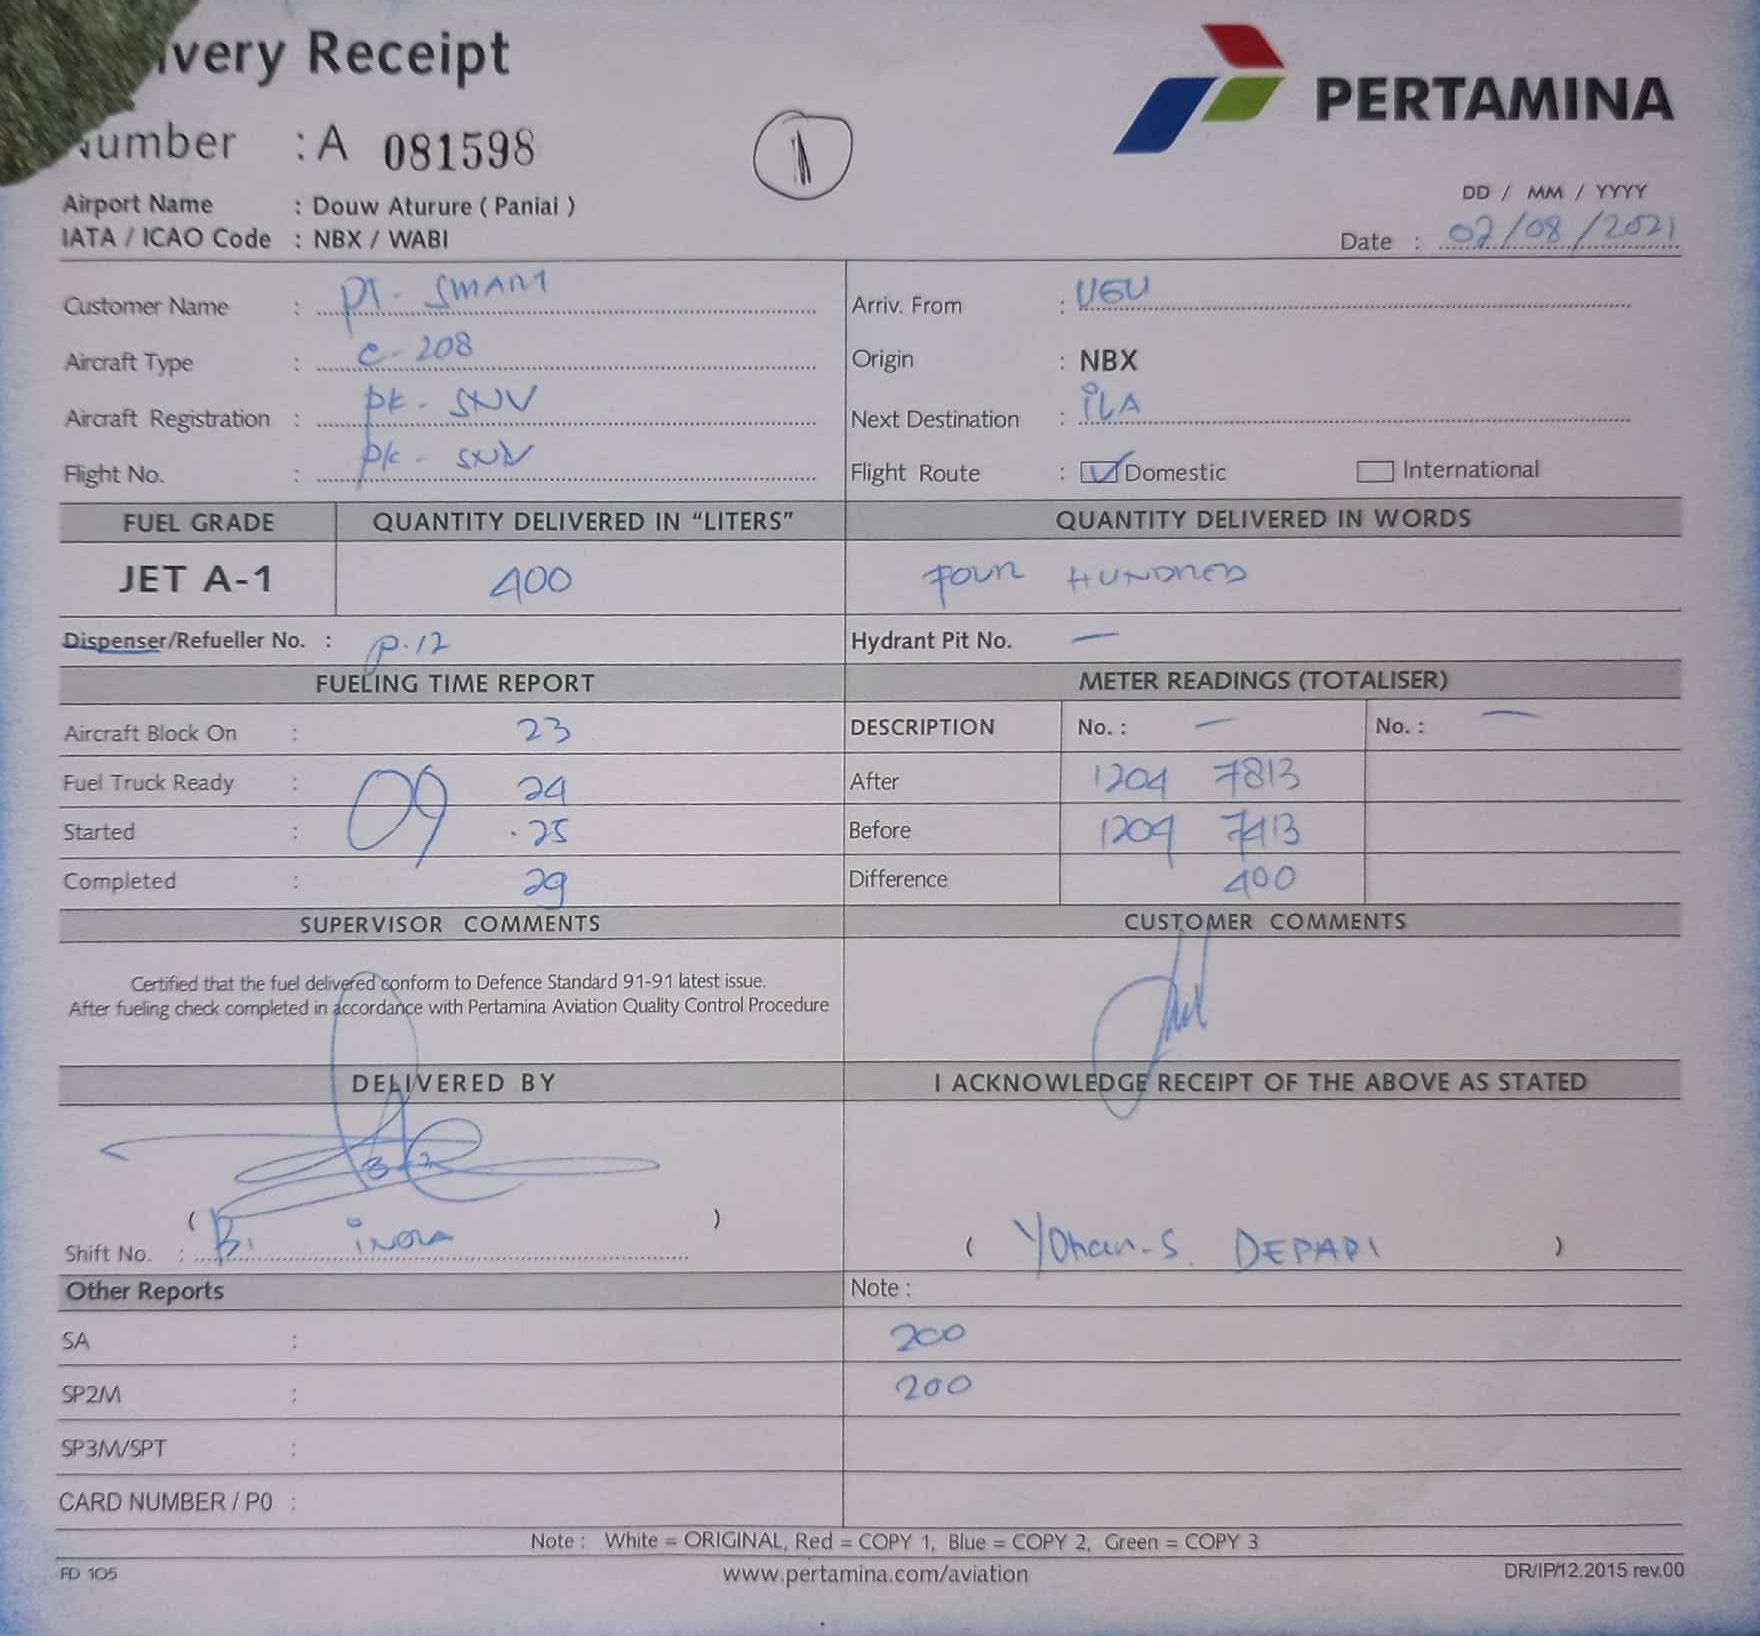 very Receipt
PERTAMINA
Number : A 081598
1
Airport Name : Douw Aturure ( Paniai )
IATA / ICAO Code : NBX / WABI
DD / MM / YYYY
Date : 02/08/2021
Customer Name : PT. SMART
Arriv. From : UGU
Aircraft Type : C-208
Origin : NBX
Aircraft Registration : PK - SNV
Next Destination : ILA
Flight No. : PK - SNV
Flight Route : Domestic International
FUEL GRADE QUANTITY DELIVERED IN "LITERS" QUANTITY DELIVERED IN WORDS
JET A-1 400 FOUR HUNDRED
Dispenser/Refueller No. : P.12 Hydrant Pit No. —
FUELING TIME REPORT METER READINGS (TOTALISER)
Aircraft Block On : 23 DESCRIPTION No. : — No. : —
Fuel Truck Ready : 09 24 After 1204 7813
Started : .25 Before 1204 7413
Completed : 29 Difference 400
SUPERVISOR COMMENTS CUSTOMER COMMENTS
Certified that the fuel delivered conform to Defence Standard 91-91 latest issue.
After fueling check completed in accordance with Pertamina Aviation Quality Control Procedure
DELIVERED BY I ACKNOWLEDGE RECEIPT OF THE ABOVE AS STATED
( )
Shift No. :
( Yohan-S. DEPARI )
Other Reports Note :
SA : 200
SP2M : 200
SP3M/SPT :
CARD NUMBER / P0 :
Note : White = ORIGINAL, Red = COPY 1, Blue = COPY 2, Green = COPY 3
FD 105 www.pertamina.com/aviation DR/IP/12.2015 rev.00